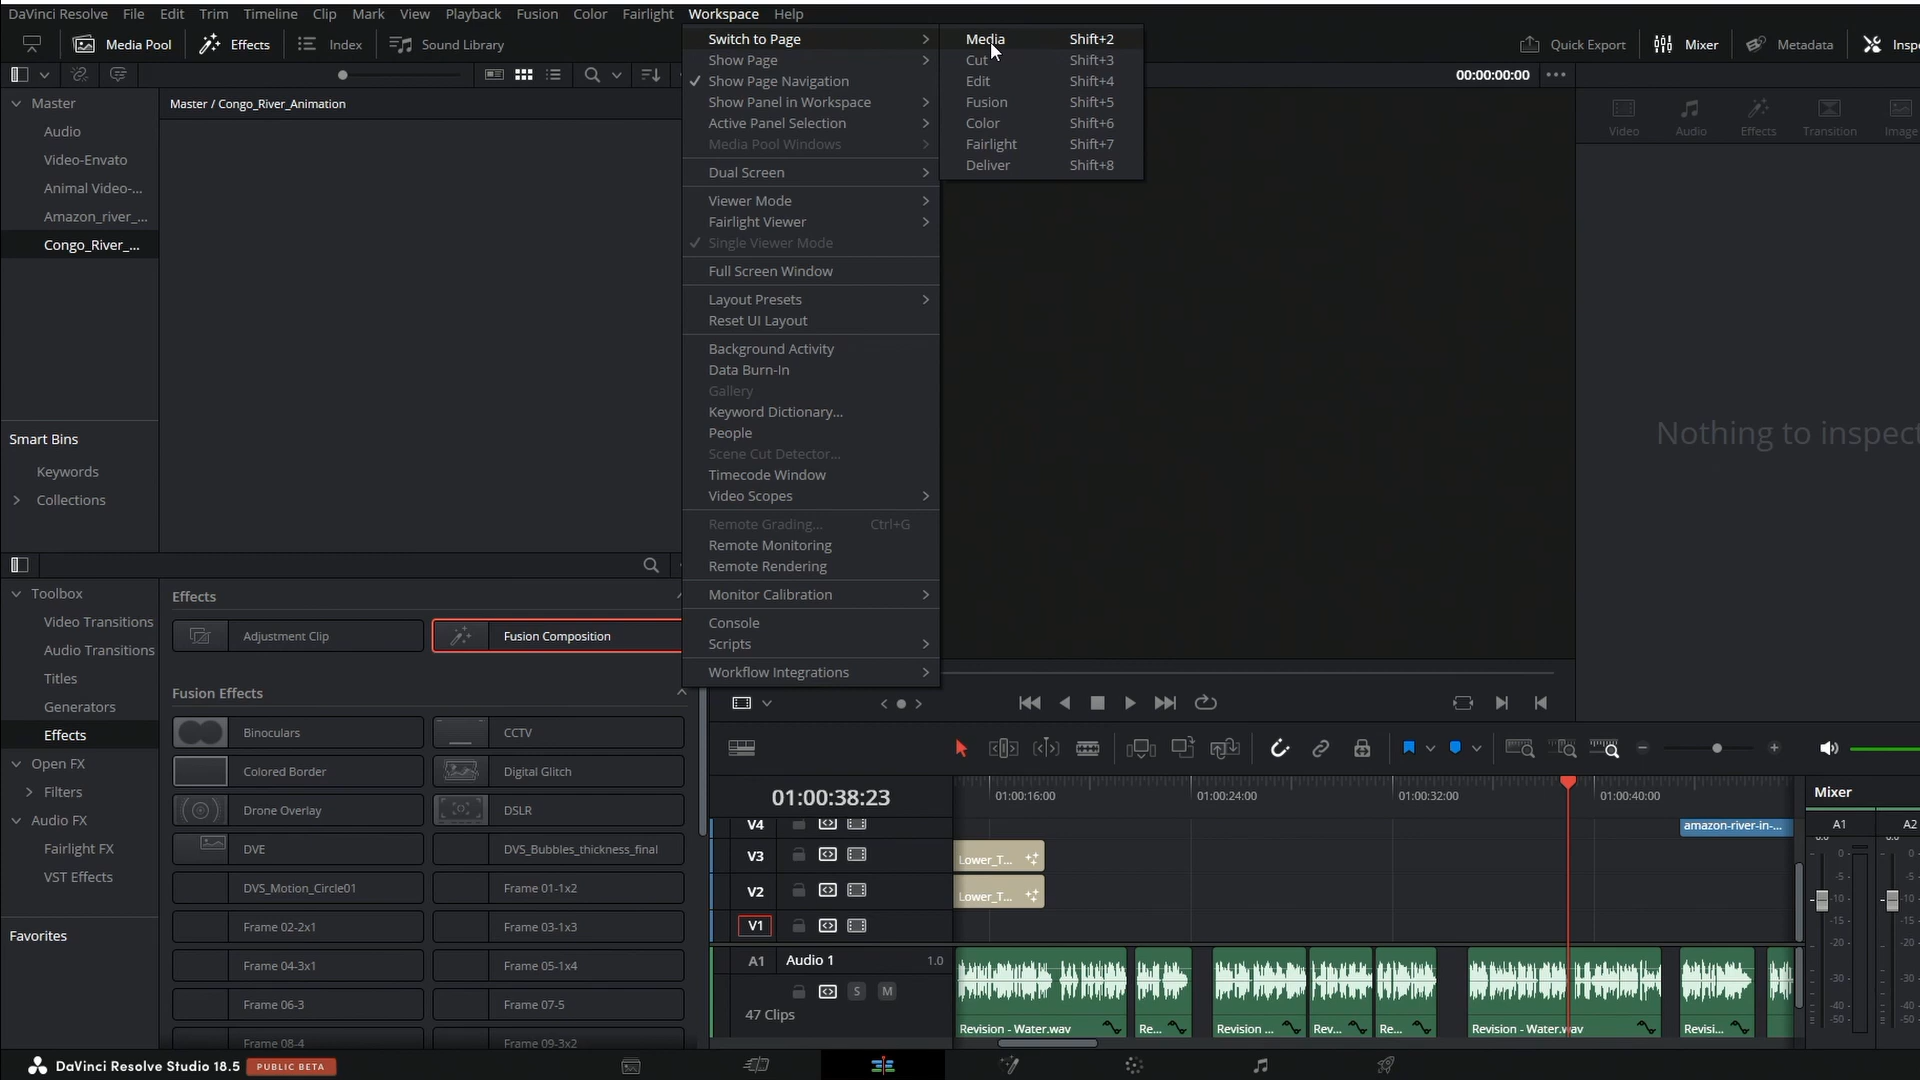 DaVinci Resolve File Edit Trim Timeline Clip Mark View Playback Fusion Color Fairlight Workspace Help
Media Pool Effects Index Sound Library
Quick Export Mixer Metadata Inspe
Switch to Page
Show Page
Show Page Navigation
Show Panel in Workspace
Active Panel Selection
Media Pool Windows
Dual Screen
Viewer Mode
Fairlight Viewer
Single Viewer Mode
Full Screen Window
Layout Presets
Reset UI Layout
Background Activity
Data Burn-In
Gallery
Keyword Dictionary...
People
Scene Cut Detector...
Timecode Window
Video Scopes
Remote Grading... Ctrl+G
Remote Monitoring
Remote Rendering
Monitor Calibration
Console
Scripts
Workflow Integrations
Media Shift+2
Cut Shift+3
Edit Shift+4
Fusion Shift+5
Color Shift+6
Fairlight Shift+7
Deliver Shift+8
00:00:00:00
Video Audio Effects Transition Image
Nothing to inspect
Master
Audio
Video-Envato
Animal Video-...
Amazon_river_...
Congo_River_...
Master / Congo_River_Animation
Smart Bins
Keywords
Collections
Toolbox
Video Transitions
Audio Transitions
Titles
Generators
Effects
Open FX
Filters
Audio FX
Fairlight FX
VST Effects
Favorites
Effects
Adjustment Clip Fusion Composition
Fusion Effects
Binoculars CCTV
Colored Border Digital Glitch
Drone Overlay DSLR
DVE DVS_Bubbles_thickness_final
DVS_Motion_Circle01 Frame 01-1x2
Frame 02-2x1 Frame 03-1x3
Frame 04-3x1 Frame 05-1x4
Frame 06-3 Frame 07-5
Frame 08-4 Frame 09-3x2
01:00:38:23
01:00:16:00 01:00:24:00 01:00:32:00 01:00:40:00
V4 amazon-river-in-...
V3 Lower_T...
V2 Lower_T...
V1
A1 Audio 1 1.0
S M
47 Clips
Revision - Water.wav Re... Revision ... Rev... Re... Revision - Water.wav Revisi...
Mixer
A1 A2
0
-5
-10
-15
-20
-30
-40
-50
DaVinci Resolve Studio 18.5 PUBLIC BETA